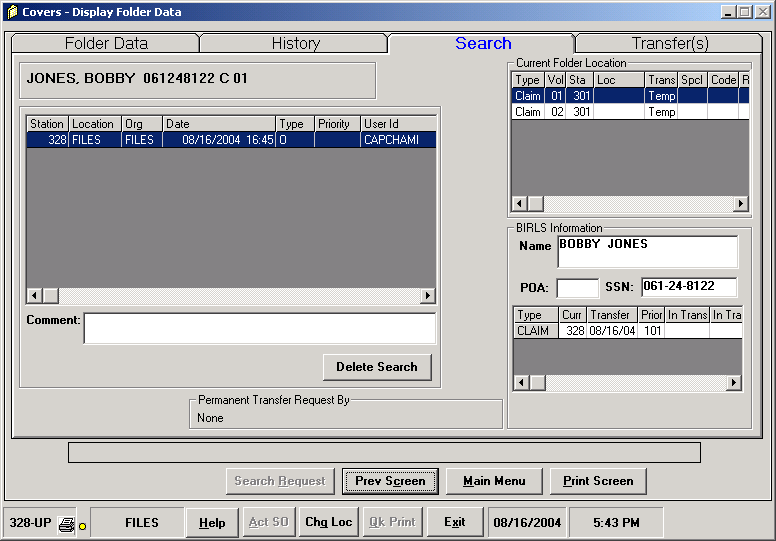 Covers - Display Folder Data
Folder Data History Search Transfer(s)
JONES, BOBBY 061248122 C 01
Station Location Org Date Type Priority User Id
328 FILES FILES 08/16/2004 16:45 O CAPCHAMI
Comment:
Delete Search
Permanent Transfer Request By
None
Current Folder Location
Type Vol Sta Loc Trans Spcl Code R
Claim 01 301 Temp
Claim 02 301 Temp
BIRLS Information
Name BOBBY JONES
POA: SSN: 061-24-8122
Type Curr Transfer Prior In Trans In Tra
CLAIM 328 08/16/04 101
Search Request Prev Screen Main Menu Print Screen
328-UP FILES Help Act SO Chg Loc Qk Print Exit 08/16/2004 5:43 PM